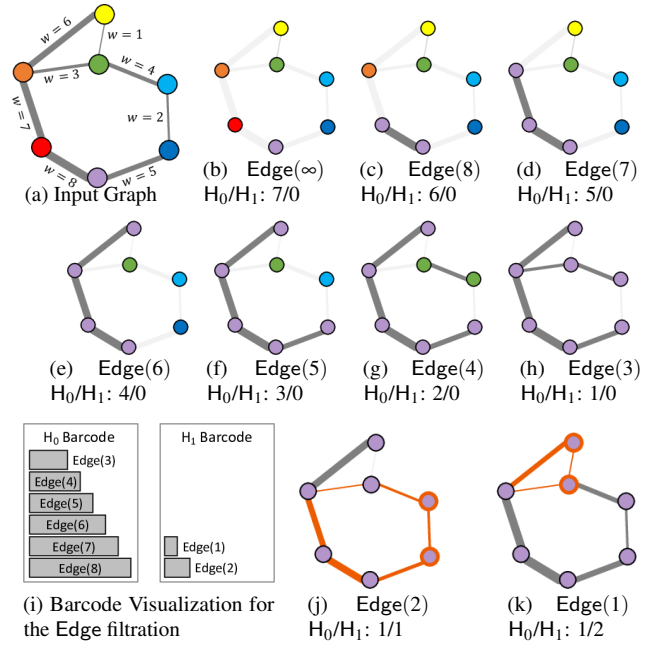 w = 6
w = 1
w = 3
w = 4
w = 2
w = 7
w = 8
w = 5
(a) Input Graph
(b) Edge(∞)
H₀/H₁: 7/0
(c) Edge(8)
H₀/H₁: 6/0
(d) Edge(7)
H₀/H₁: 5/0
(e) Edge(6)
H₀/H₁: 4/0
(f) Edge(5)
H₀/H₁: 3/0
(g) Edge(4)
H₀/H₁: 2/0
(h) Edge(3)
H₀/H₁: 1/0
H₀ Barcode
Edge(3)
Edge(4)
Edge(5)
Edge(6)
Edge(7)
Edge(8)
H₁ Barcode
Edge(1)
Edge(2)
(i) Barcode Visualization for
the Edge filtration
(j) Edge(2)
H₀/H₁: 1/1
(k) Edge(1)
H₀/H₁: 1/2